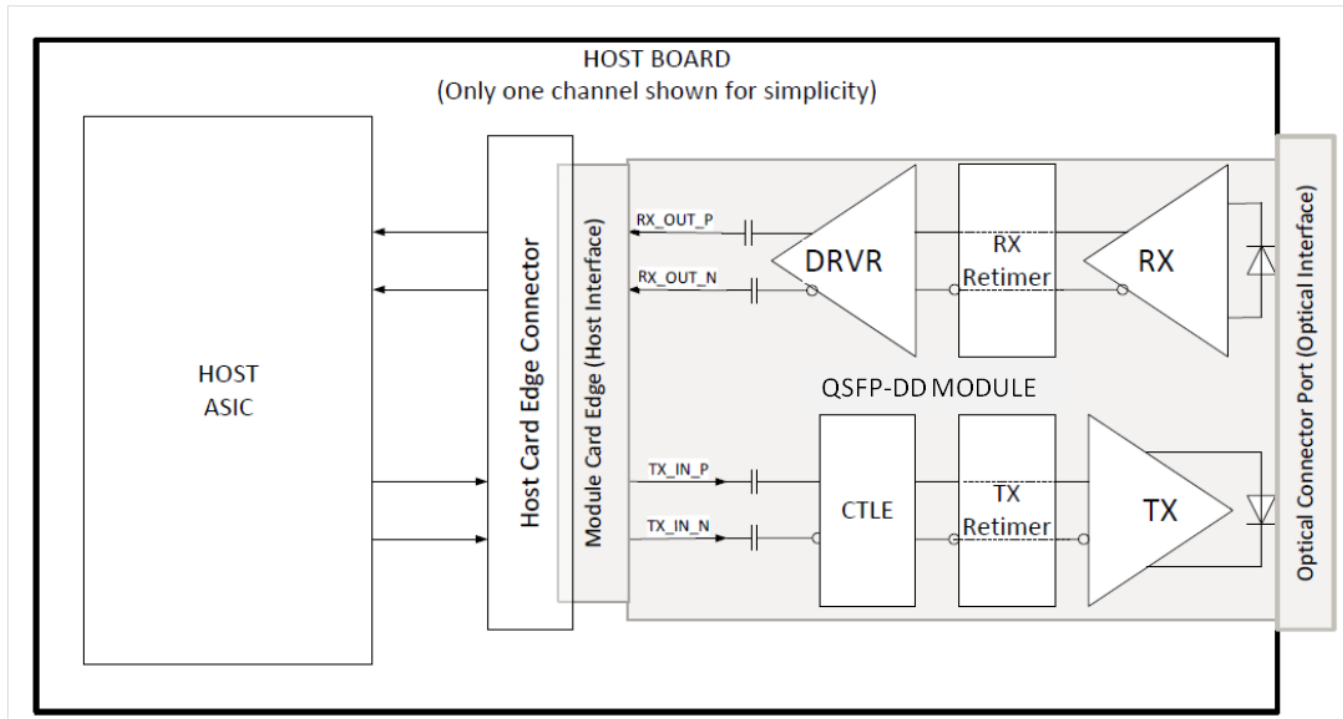 HOST BOARD
(Only one channel shown for simplicity)
HOST
ASIC
Host Card Edge Connector
Module Card Edge (Host Interface)
RX_OUT_P
RX_OUT_N
DRVR
RX
Retimer
RX
QSFP-DD MODULE
TX_IN_P
TX_IN_N
CTLE
TX
Retimer
TX
Optical Connector Port (Optical Interface)